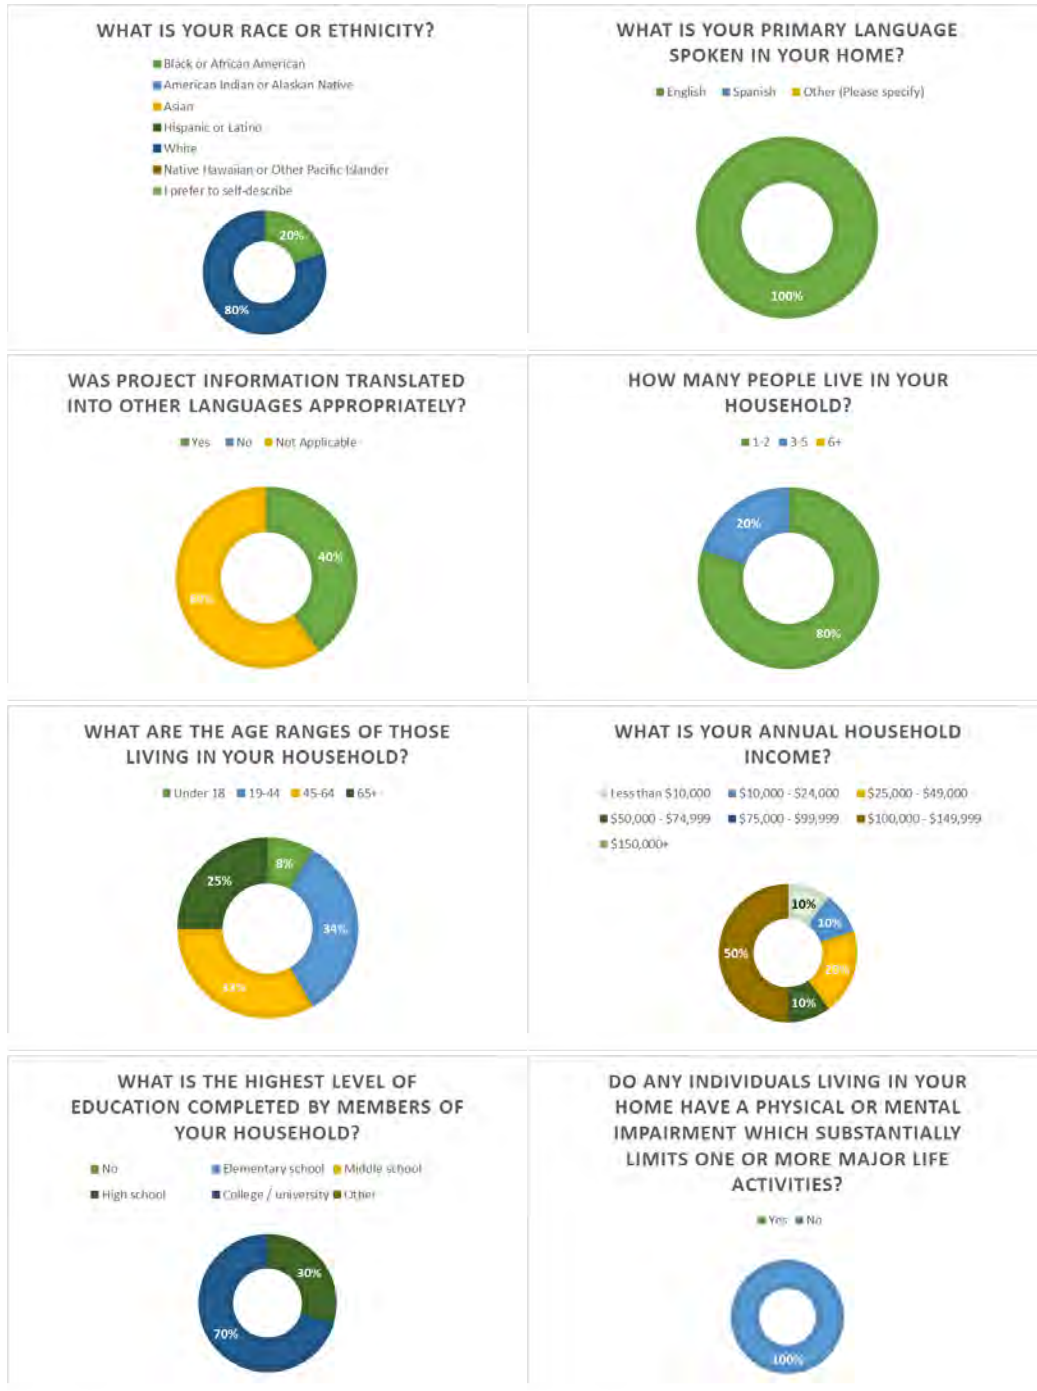 WHAT IS YOUR RACE OR ETHNICITY?
Black or African American
American Indian or Alaskan Native
Asian
Hispanic or Latino
White
Native Hawaiian or Other Pacific Islander
I prefer to self-describe
20%
80%
WHAT IS YOUR PRIMARY LANGUAGE
SPOKEN IN YOUR HOME?
English Spanish Other (Please specify)
100%
WAS PROJECT INFORMATION TRANSLATED
INTO OTHER LANGUAGES APPROPRIATELY?
Yes No Not Applicable
40%
60%
HOW MANY PEOPLE LIVE IN YOUR
HOUSEHOLD?
1-2 3-5 6+
20%
80%
WHAT ARE THE AGE RANGES OF THOSE
LIVING IN YOUR HOUSEHOLD?
Under 18 19-44 45-64 65+
8%
25%
34%
33%
WHAT IS YOUR ANNUAL HOUSEHOLD
INCOME?
Less than $10,000 $10,000 - $24,000 $25,000 - $49,000
$50,000 - $74,999 $75,000 - $99,999 $100,000 - $149,999
$150,000+
10%
10%
50%
20%
10%
WHAT IS THE HIGHEST LEVEL OF
EDUCATION COMPLETED BY MEMBERS OF
YOUR HOUSEHOLD?
No Elementary school Middle school
High school College / university Other
30%
70%
DO ANY INDIVIDUALS LIVING IN YOUR
HOME HAVE A PHYSICAL OR MENTAL
IMPAIRMENT WHICH SUBSTANTIALLY
LIMITS ONE OR MORE MAJOR LIFE
ACTIVITIES?
Yes No
100%